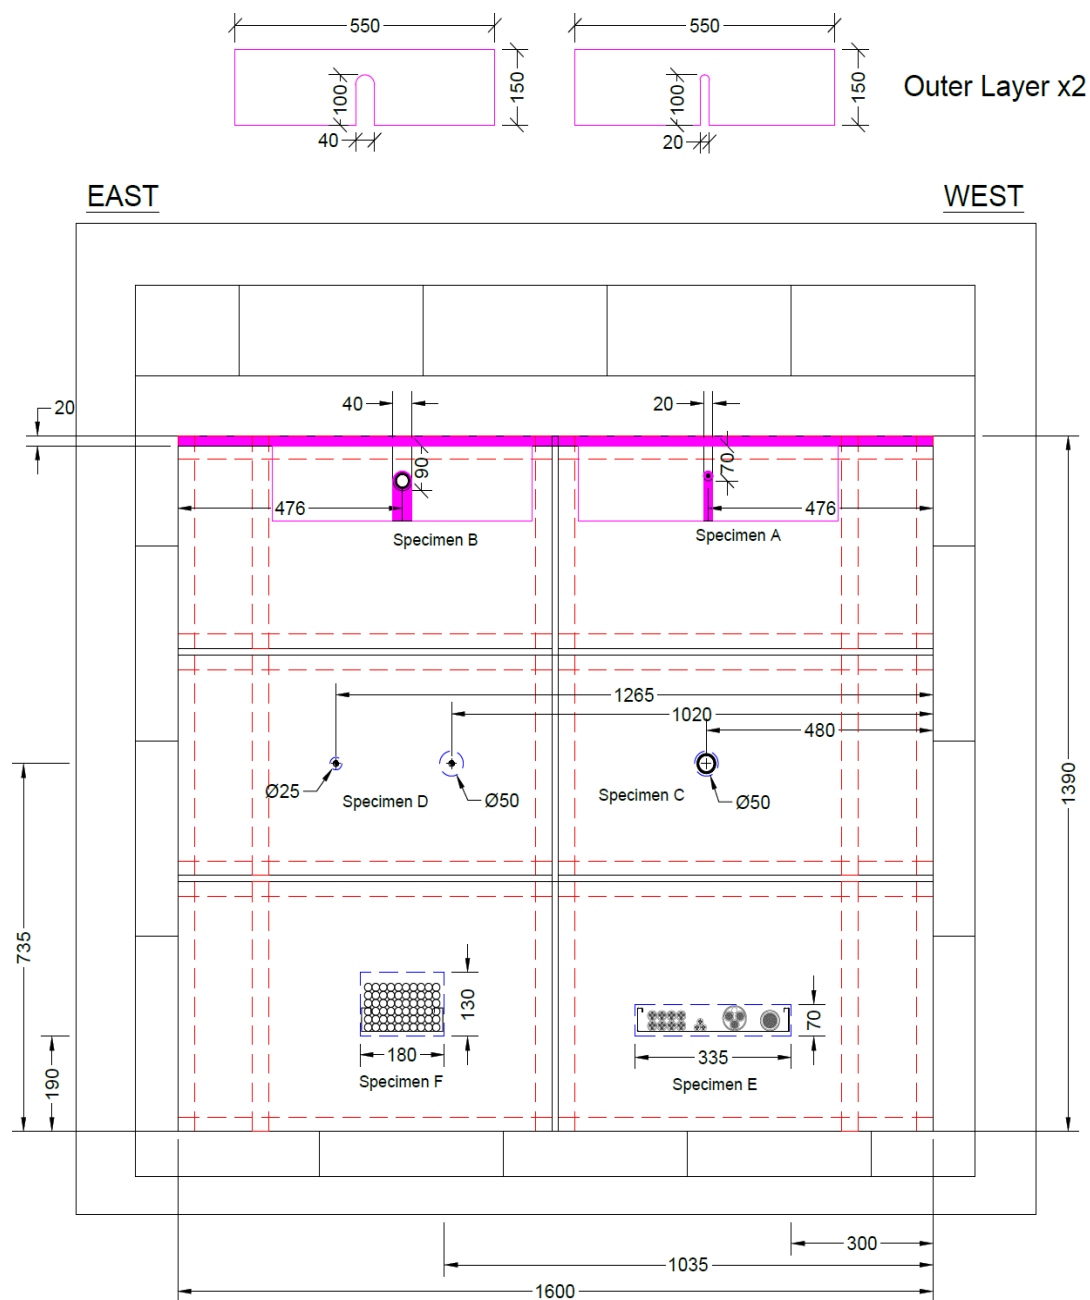 550
550
100
150
100
150
Outer Layer x2
40
20
EAST
WEST
20
40
20
90
70
476
476
Specimen B
Specimen A
1265
1020
480
Ø25
Specimen D
Ø50
Specimen C
Ø50
1390
735
130
70
190
180
335
Specimen F
Specimen E
300
1035
1600